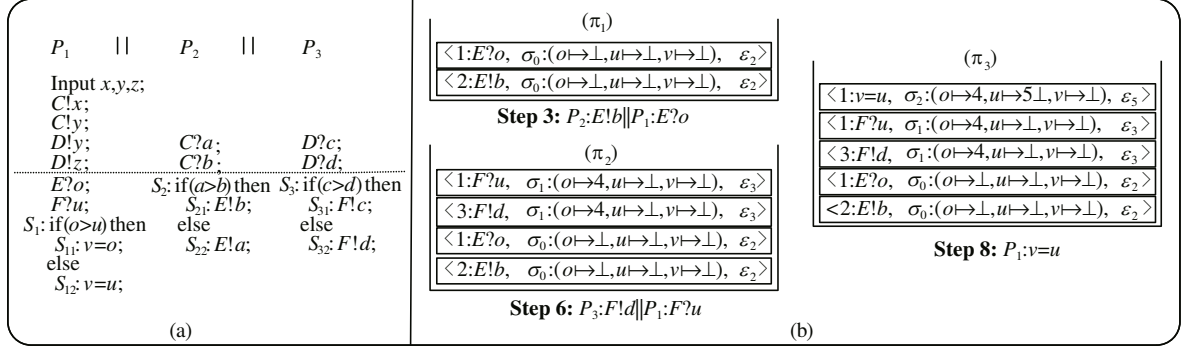 P1 || P2 || P3
Input x,y,z;
C!x;
C!y;
D!y; C?a; D?c;
D!z; C?b; D?d;
E?o; S2: if(a>b) then S3: if(c>d) then
F?u; S21: E!b; S31: F!c;
S1: if(o>u) then else else
S11: v=o; S22: E!a; S32: F!d;
else
S12: v=u;
(a)
(π1)
<1:E?o, σ0:(o↦⊥,u↦⊥,v↦⊥), ε2>
<2:E!b, σ0:(o↦⊥,u↦⊥,v↦⊥), ε2>
Step 3: P2:E!b||P1:E?o
(π2)
<1:F?u, σ1:(o↦4,u↦⊥,v↦⊥), ε3>
<3:F!d, σ1:(o↦4,u↦⊥,v↦⊥), ε3>
<1:E?o, σ0:(o↦⊥,u↦⊥,v↦⊥), ε2>
<2:E!b, σ0:(o↦⊥,u↦⊥,v↦⊥), ε2>
Step 6: P3:F!d||P1:F?u
(π3)
<1:v=u, σ2:(o↦4,u↦5⊥,v↦⊥), ε5>
<1:F?u, σ1:(o↦4,u↦⊥,v↦⊥), ε3>
<3:F!d, σ1:(o↦4,u↦⊥,v↦⊥), ε3>
<1:E?o, σ0:(o↦⊥,u↦⊥,v↦⊥), ε2>
<2:E!b, σ0:(o↦⊥,u↦⊥,v↦⊥), ε2>
Step 8: P1:v=u
(b)